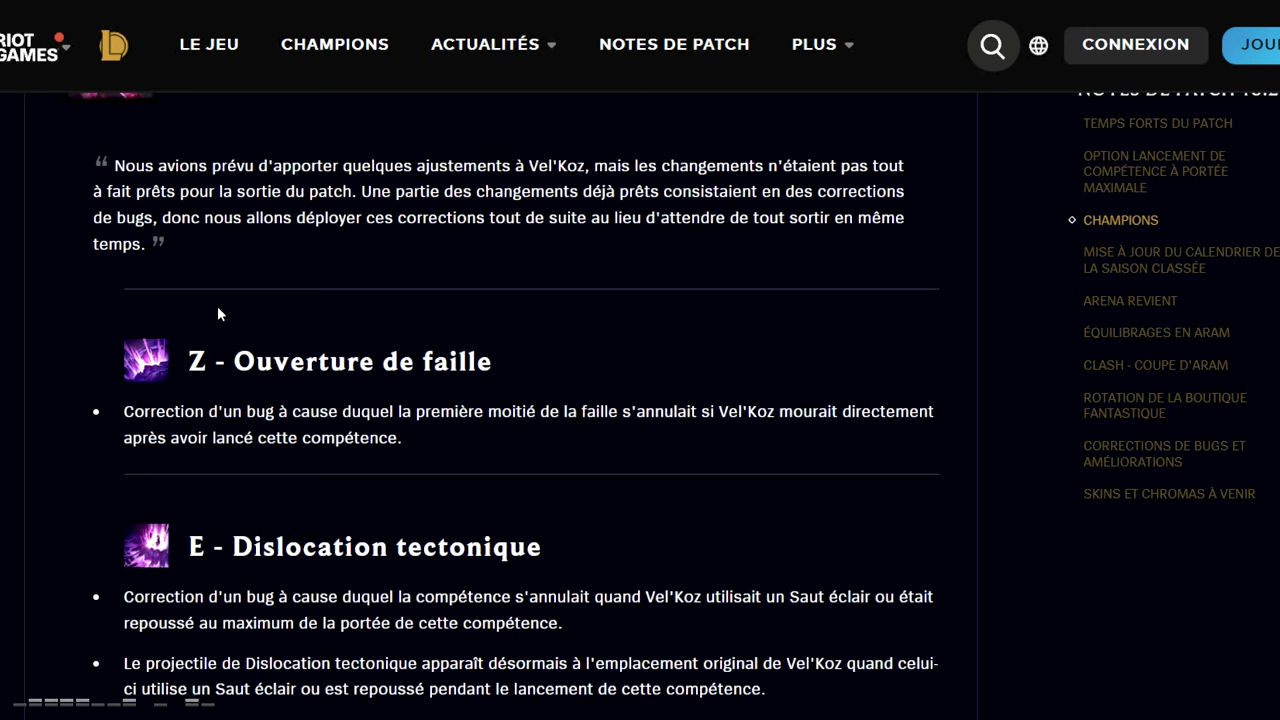 RIOT
GAMES
LE JEU
CHAMPIONS
ACTUALITÉS
NOTES DE PATCH
PLUS
CONNEXION
JOU
“ Nous avions prévu d'apporter quelques ajustements à Vel'Koz, mais les changements n'étaient pas tout
à fait prêts pour la sortie du patch. Une partie des changements déjà prêts consistaient en des corrections
de bugs, donc nous allons déployer ces corrections tout de suite au lieu d'attendre de tout sortir en même
temps. ”
Z - Ouverture de faille
• Correction d'un bug à cause duquel la première moitié de la faille s'annulait si Vel'Koz mourait directement
après avoir lancé cette compétence.
E - Dislocation tectonique
• Correction d'un bug à cause duquel la compétence s'annulait quand Vel'Koz utilisait un Saut éclair ou était
repoussé au maximum de la portée de cette compétence.
• Le projectile de Dislocation tectonique apparaît désormais à l'emplacement original de Vel'Koz quand celui-
ci utilise un Saut éclair ou est repoussé pendant le lancement de cette compétence.
NOTES DE PATCH
TEMPS FORTS DU PATCH
OPTION LANCEMENT DE
COMPÉTENCE À PORTÉE
MAXIMALE
CHAMPIONS
MISE À JOUR DU CALENDRIER DE
LA SAISON CLASSÉE
ARENA REVIENT
ÉQUILIBRAGES EN ARAM
CLASH - COUPE D'ARAM
ROTATION DE LA BOUTIQUE
FANTASTIQUE
CORRECTIONS DE BUGS ET
AMÉLIORATIONS
SKINS ET CHROMAS À VENIR